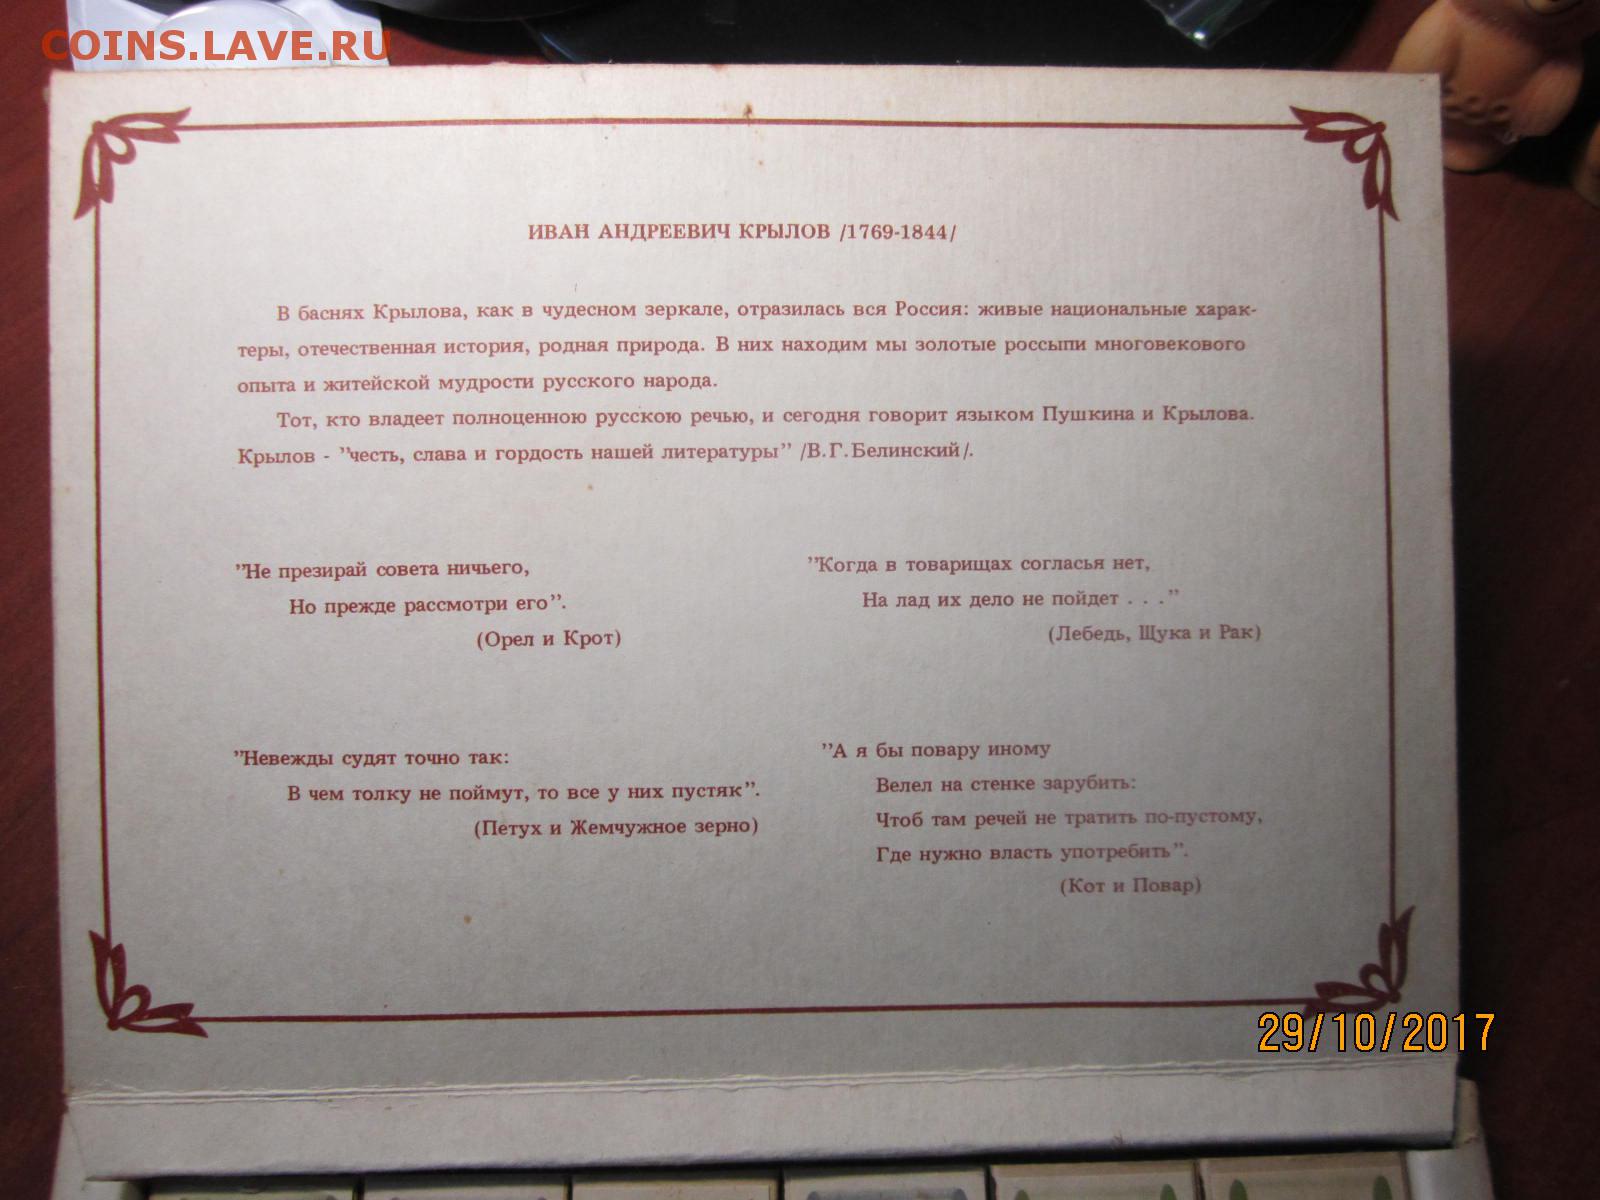 COINS.LAVE.RU
ИВАН АНДРЕЕВИЧ КРЫЛОВ /1769-1844/
В баснях Крылова, как в чудесном зеркале, отразилась вся Россия: живые национальные харак-
теры, отечественная история, родная природа. В них находим мы золотые россыпи многовекового
опыта и житейской мудрости русского народа.
Тот, кто владеет полноценною русскою речью, и сегодня говорит языком Пушкина и Крылова.
Крылов - "честь, слава и гордость нашей литературы" /В.Г.Белинский/.
"Не презирай совета ничьего,
Но прежде рассмотри его".
(Орел и Крот)
"Когда в товарищах согласья нет,
На лад их дело не пойдет . . ."
(Лебедь, Щука и Рак)
"Невежды судят точно так:
В чем толку не поймут, то все у них пустяк".
(Петух и Жемчужное зерно)
"А я бы повару иному
Велел на стенке зарубить:
Чтоб там речей не тратить по-пустому,
Где нужно власть употребить".
(Кот и Повар)
29/10/2017